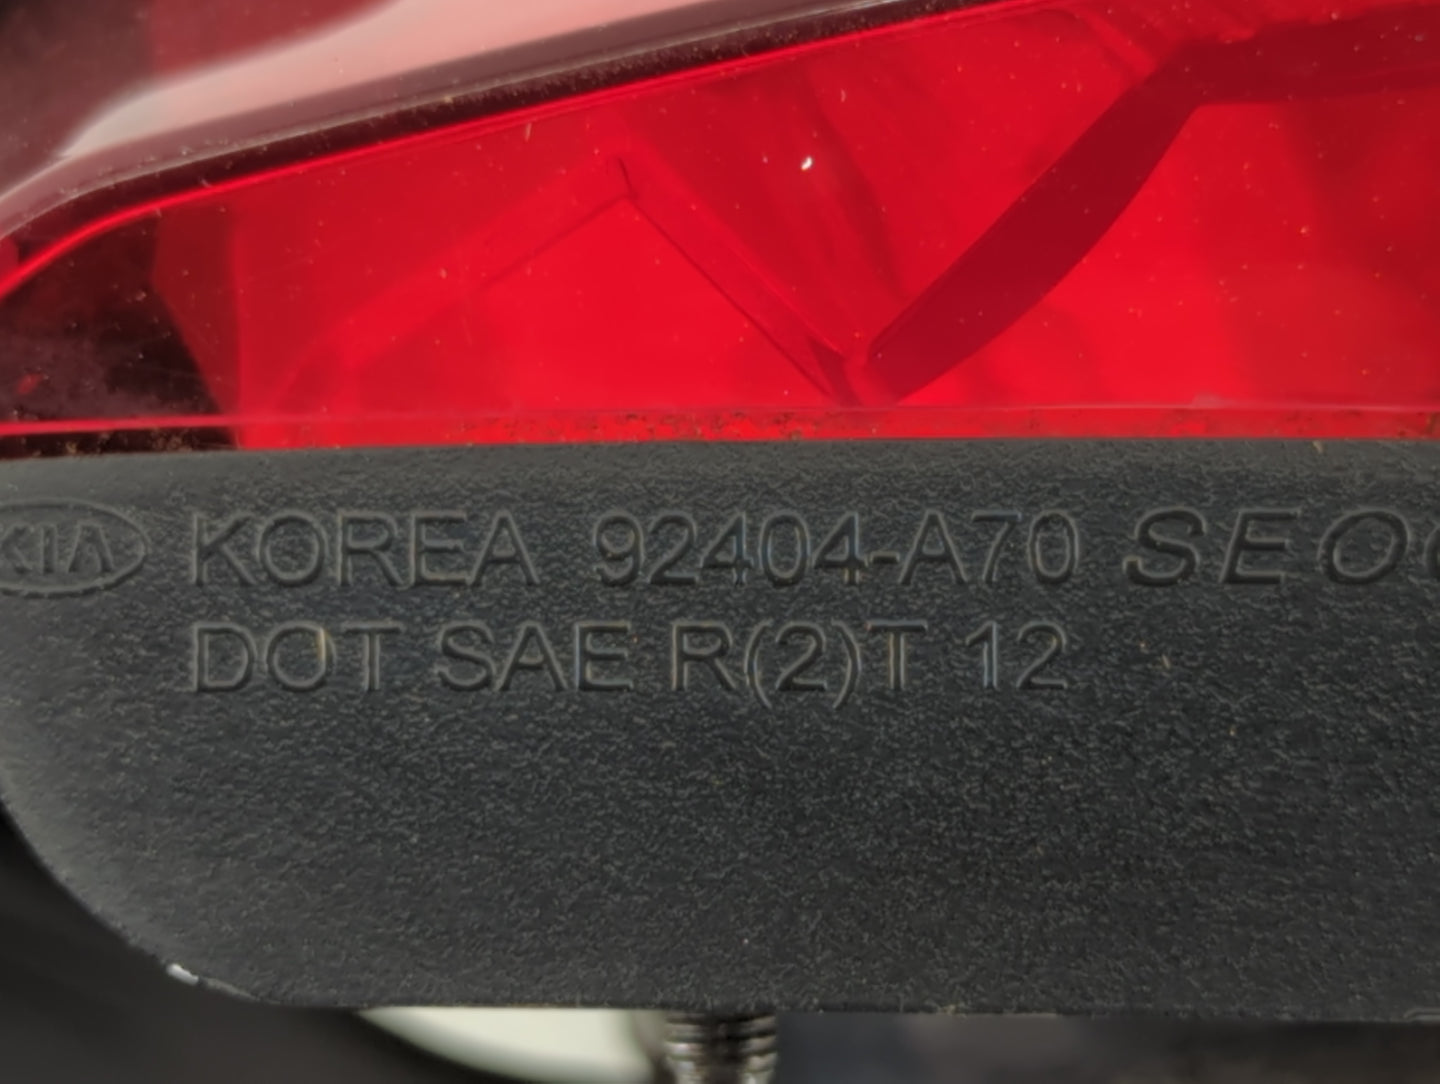 KIA KOREA 92404-A70 SEO
DOT SAE R(2)T 12